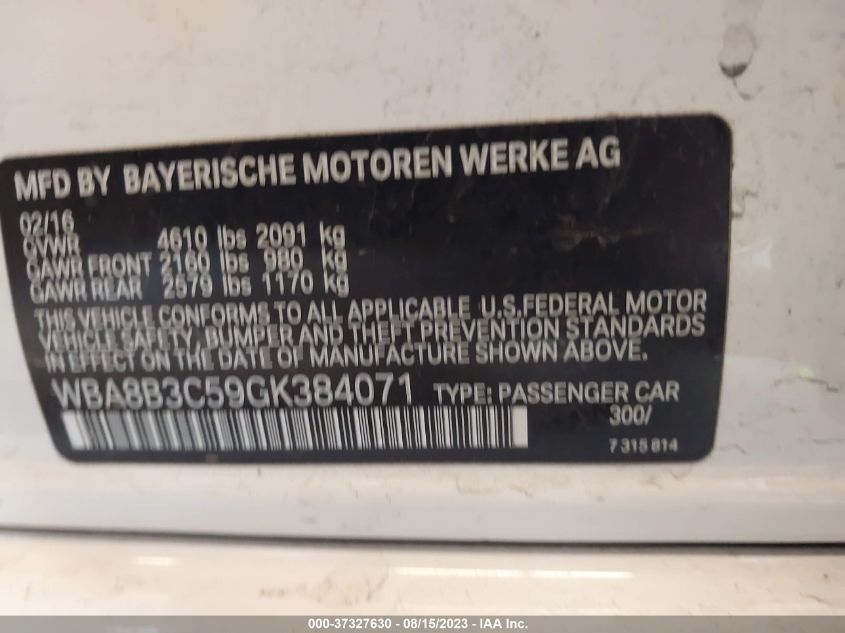 MFD BY BAYERISCHE MOTOREN WERKE AG
02/16
GVWR 4610 lbs 2091 kg
GAWR FRONT 2160 lbs 980 kg
GAWR REAR 2579 lbs 1170 kg
THIS VEHICLE CONFORMS TO ALL APPLICABLE U.S.FEDERAL MOTOR
VEHICLE SAFETY, BUMPER AND THEFT PREVENTION STANDARDS
IN EFFECT ON THE DATE OF MANUFACTURE SHOWN ABOVE.
WBA8B3C59GK384071 TYPE: PASSENGER CAR
300/
7 315 814
000-37327630 - 08/15/2023 - IAA Inc.